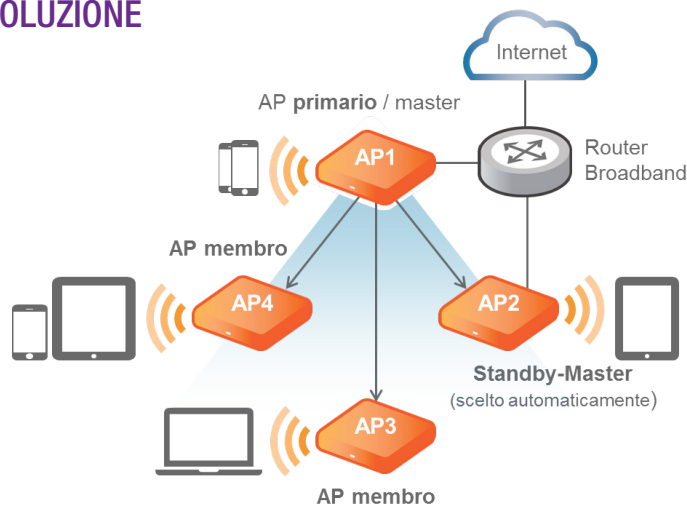 OLUZIONE
Internet
AP primario / master
AP1
Router
Broadband
AP membro
AP4
AP2
Standby-Master
(scelto automaticamente)
AP3
AP membro